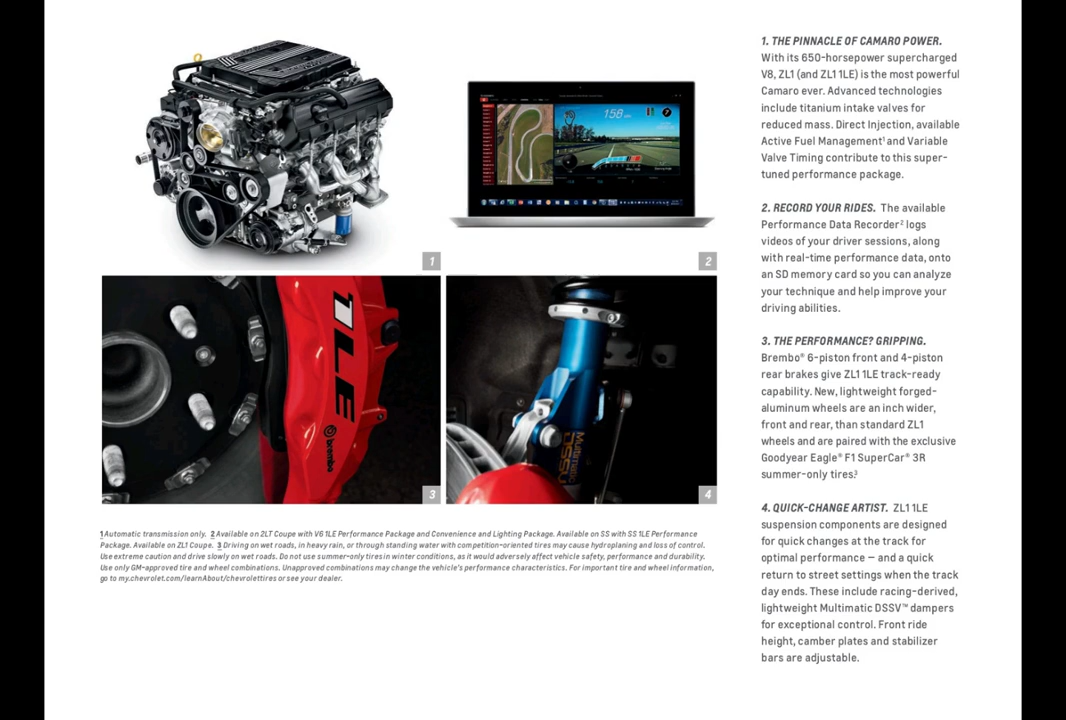 1. THE PINNACLE OF CAMARO POWER.
With its 650-horsepower supercharged
V8, ZL1 (and ZL1 1LE) is the most powerful
Camaro ever. Advanced technologies
include titanium intake valves for
reduced mass. Direct Injection, available
Active Fuel Management¹ and Variable
Valve Timing contribute to this super-
tuned performance package.
2. RECORD YOUR RIDES. The available
Performance Data Recorder² logs
videos of your driver sessions, along
with real-time performance data, onto
an SD memory card so you can analyze
your technique and help improve your
driving abilities.
3. THE PERFORMANCE? GRIPPING.
Brembo® 6-piston front and 4-piston
rear brakes give ZL1 1LE track-ready
capability. New, lightweight forged-
aluminum wheels are an inch wider,
front and rear, than standard ZL1
wheels and are paired with the exclusive
Goodyear Eagle® F1 SuperCar® 3R
summer-only tires.³
4. QUICK-CHANGE ARTIST. ZL1 1LE
suspension components are designed
for quick changes at the track for
optimal performance — and a quick
return to street settings when the track
day ends. These include racing-derived,
lightweight Multimatic DSSV™ dampers
for exceptional control. Front ride
height, camber plates and stabilizer
bars are adjustable.
158
1
2
1LE
brembo
Multimatic
DSSV
3
4
1 Automatic transmission only. 2 Available on 2LT Coupe with V6 1LE Performance Package and Convenience and Lighting Package. Available on SS with SS 1LE Performance
Package. Available on ZL1 Coupe. 3 Driving on wet roads, in heavy rain, or through standing water with competition-oriented tires may cause hydroplaning and loss of control.
Use extreme caution and drive slowly on wet roads. Do not use summer-only tires in winter conditions, as it would adversely affect vehicle safety, performance and durability.
Use only GM-approved tire and wheel combinations. Unapproved combinations may change the vehicle's performance characteristics. For important tire and wheel information,
go to my.chevrolet.com/learnAbout/chevrolettires or see your dealer.